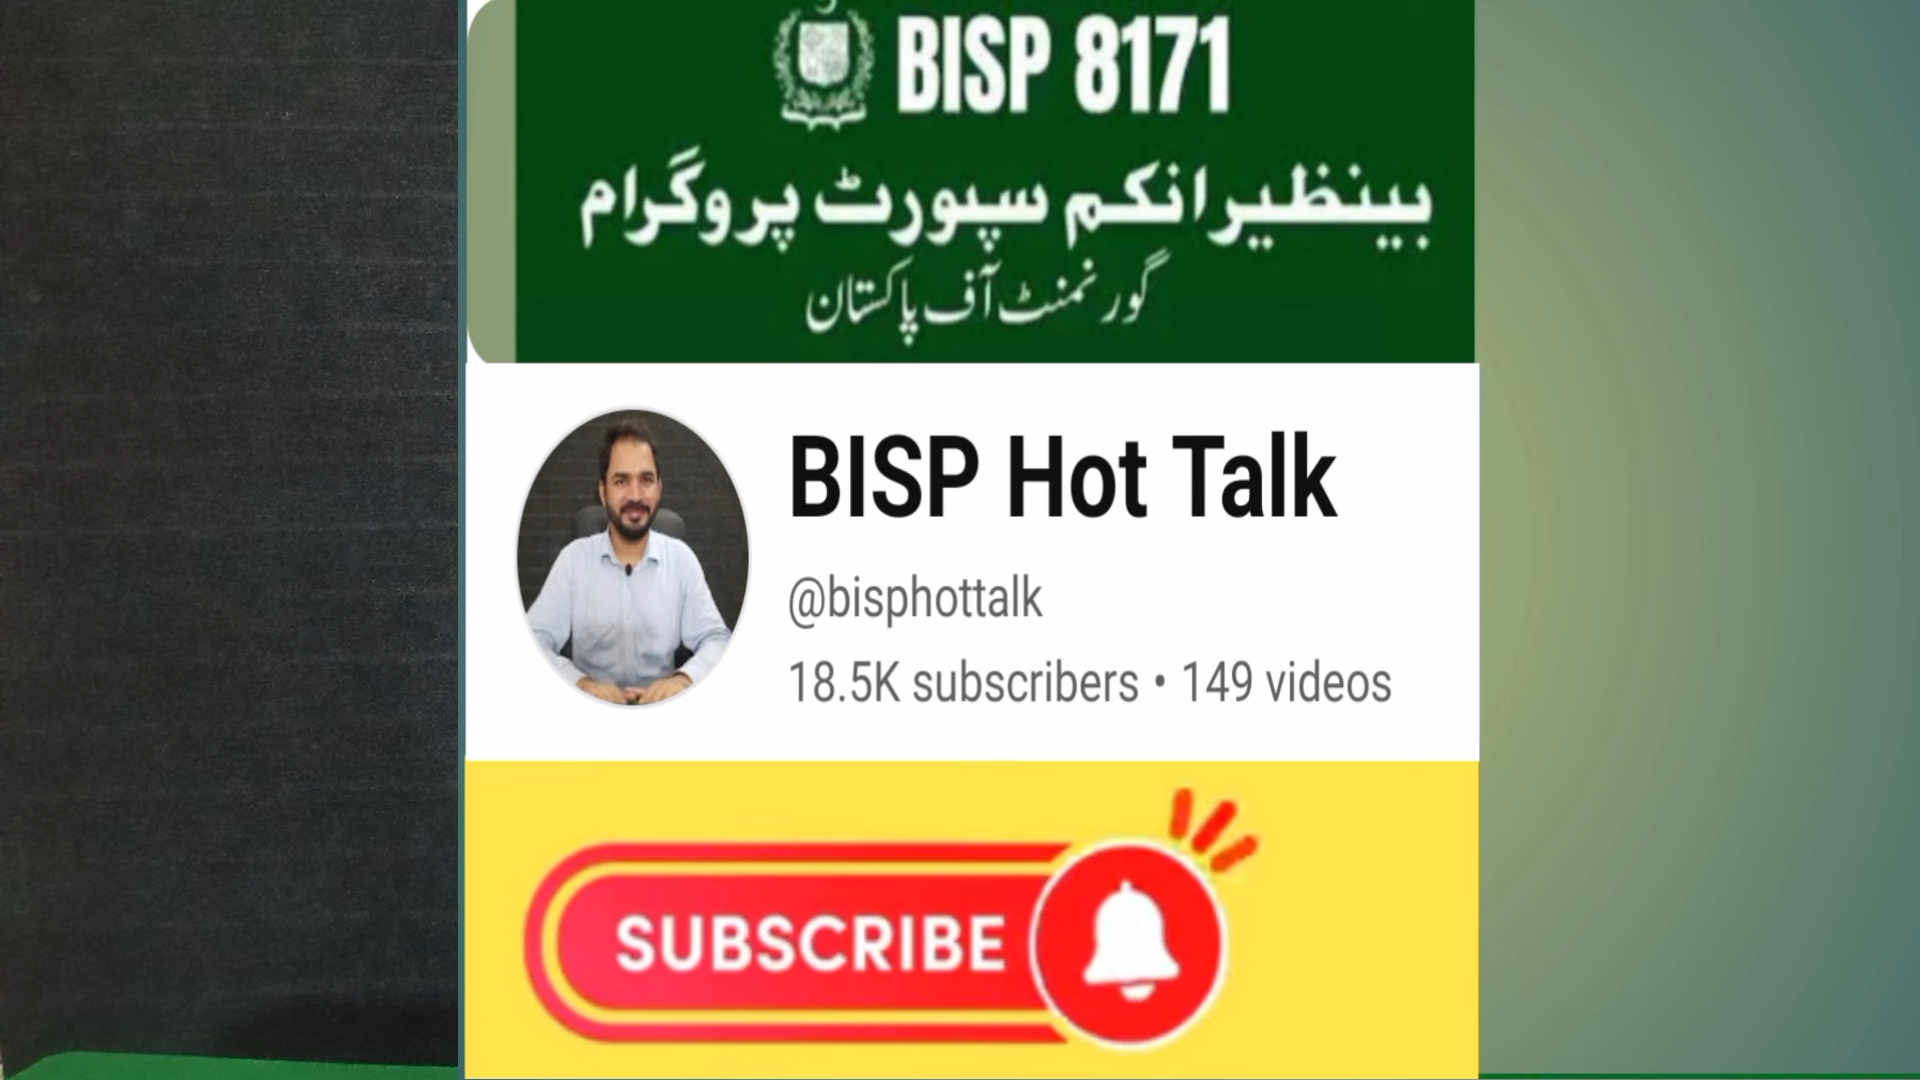 BISP 8171
بینظیر انکم سپورٹ پروگرام
گورنمنٹ آف پاکستان
BISP Hot Talk
@bisphottalk
18.5K subscribers • 149 videos
SUBSCRIBE